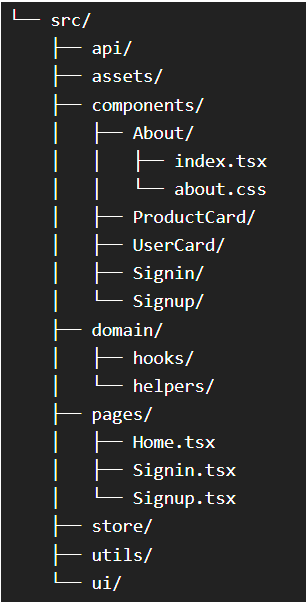 └── src/
    ├── api/
    ├── assets/
    ├── components/
    │   ├── About/
    │   │   ├── index.tsx
    │   │   └── about.css
    │   ├── ProductCard/
    │   ├── UserCard/
    │   ├── Signin/
    │   └── Signup/
    ├── domain/
    │   ├── hooks/
    │   └── helpers/
    ├── pages/
    │   ├── Home.tsx
    │   ├── Signin.tsx
    │   └── Signup.tsx
    ├── store/
    ├── utils/
    └── ui/